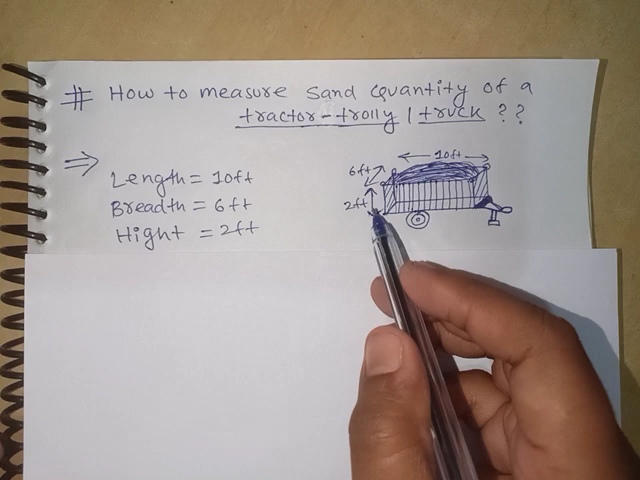 # How to measure sand quantity of a
tractor-trolly / truck ??
⇒
Length = 10ft
Breadth = 6ft
Hight = 2ft
10ft
6ft
2ft